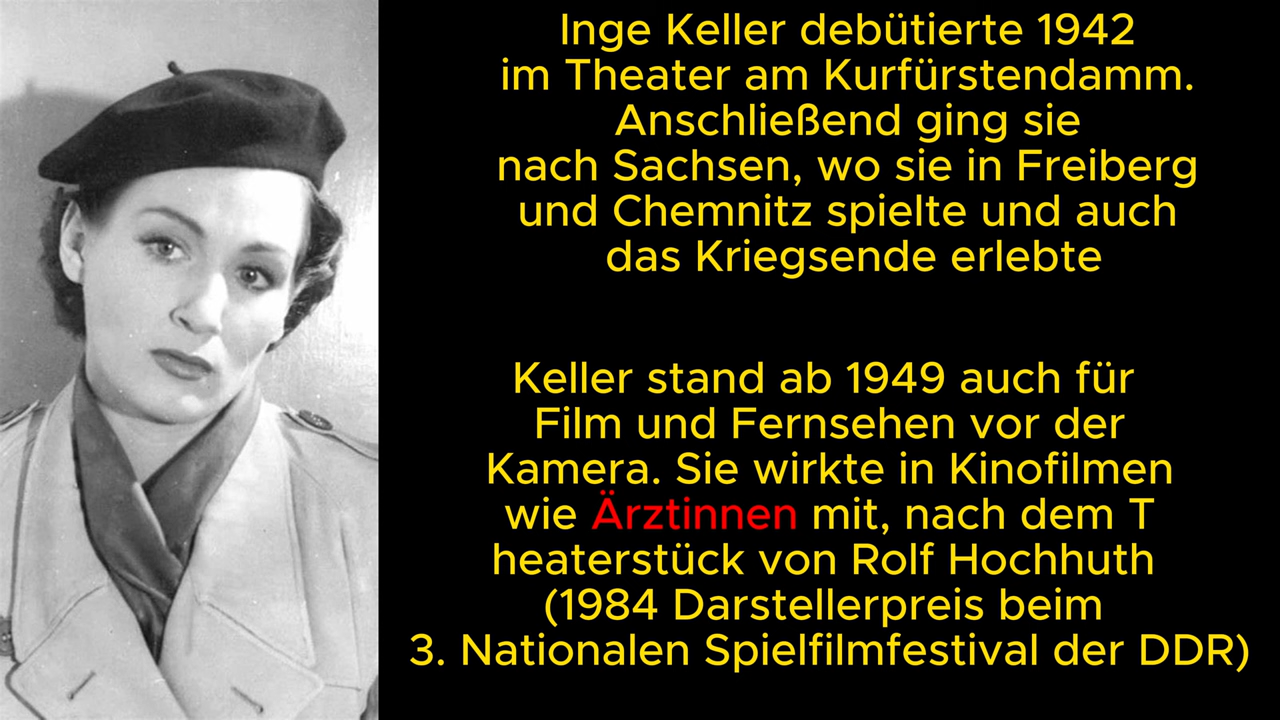 Inge Keller debütierte 1942
im Theater am Kurfürstendamm.
Anschließend ging sie
nach Sachsen, wo sie in Freiberg
und Chemnitz spielte und auch
das Kriegsende erlebte
Keller stand ab 1949 auch für
Film und Fernsehen vor der
Kamera. Sie wirkte in Kinofilmen
wie Ärztinnen mit, nach dem T
heaterstück von Rolf Hochhuth
(1984 Darstellerpreis beim
3. Nationalen Spielfilmfestival der DDR)